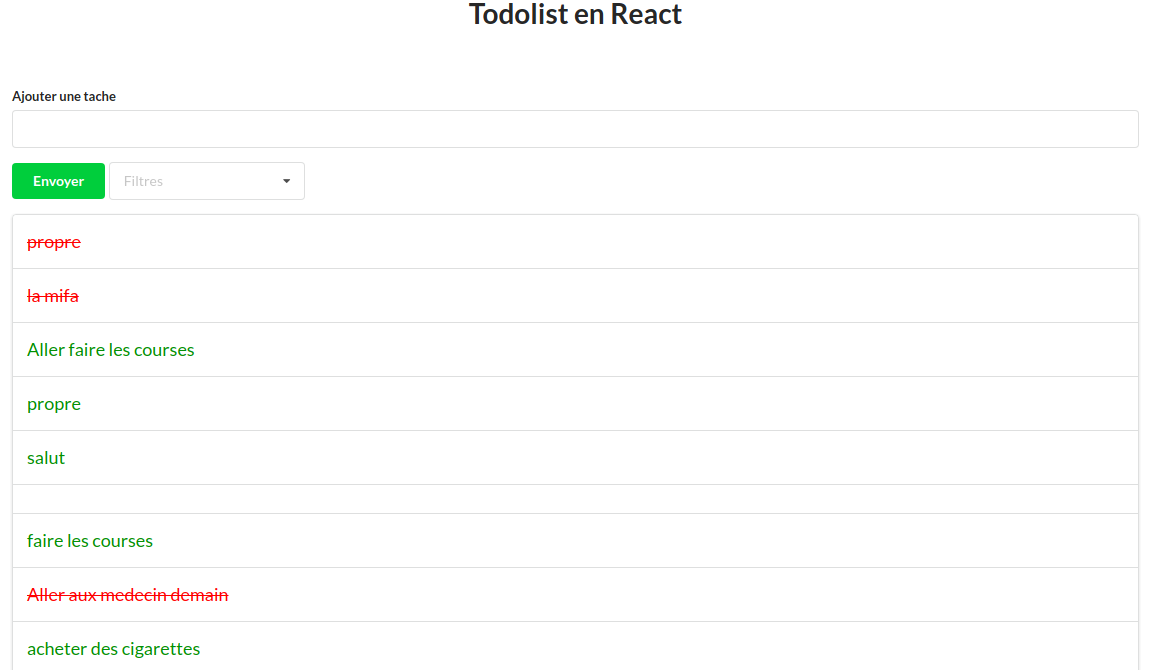 Todolist en React
Ajouter une tache
Envoyer
Filtres
propre
la mifa
Aller faire les courses
propre
salut
faire les courses
Aller aux medecin demain
acheter des cigarettes